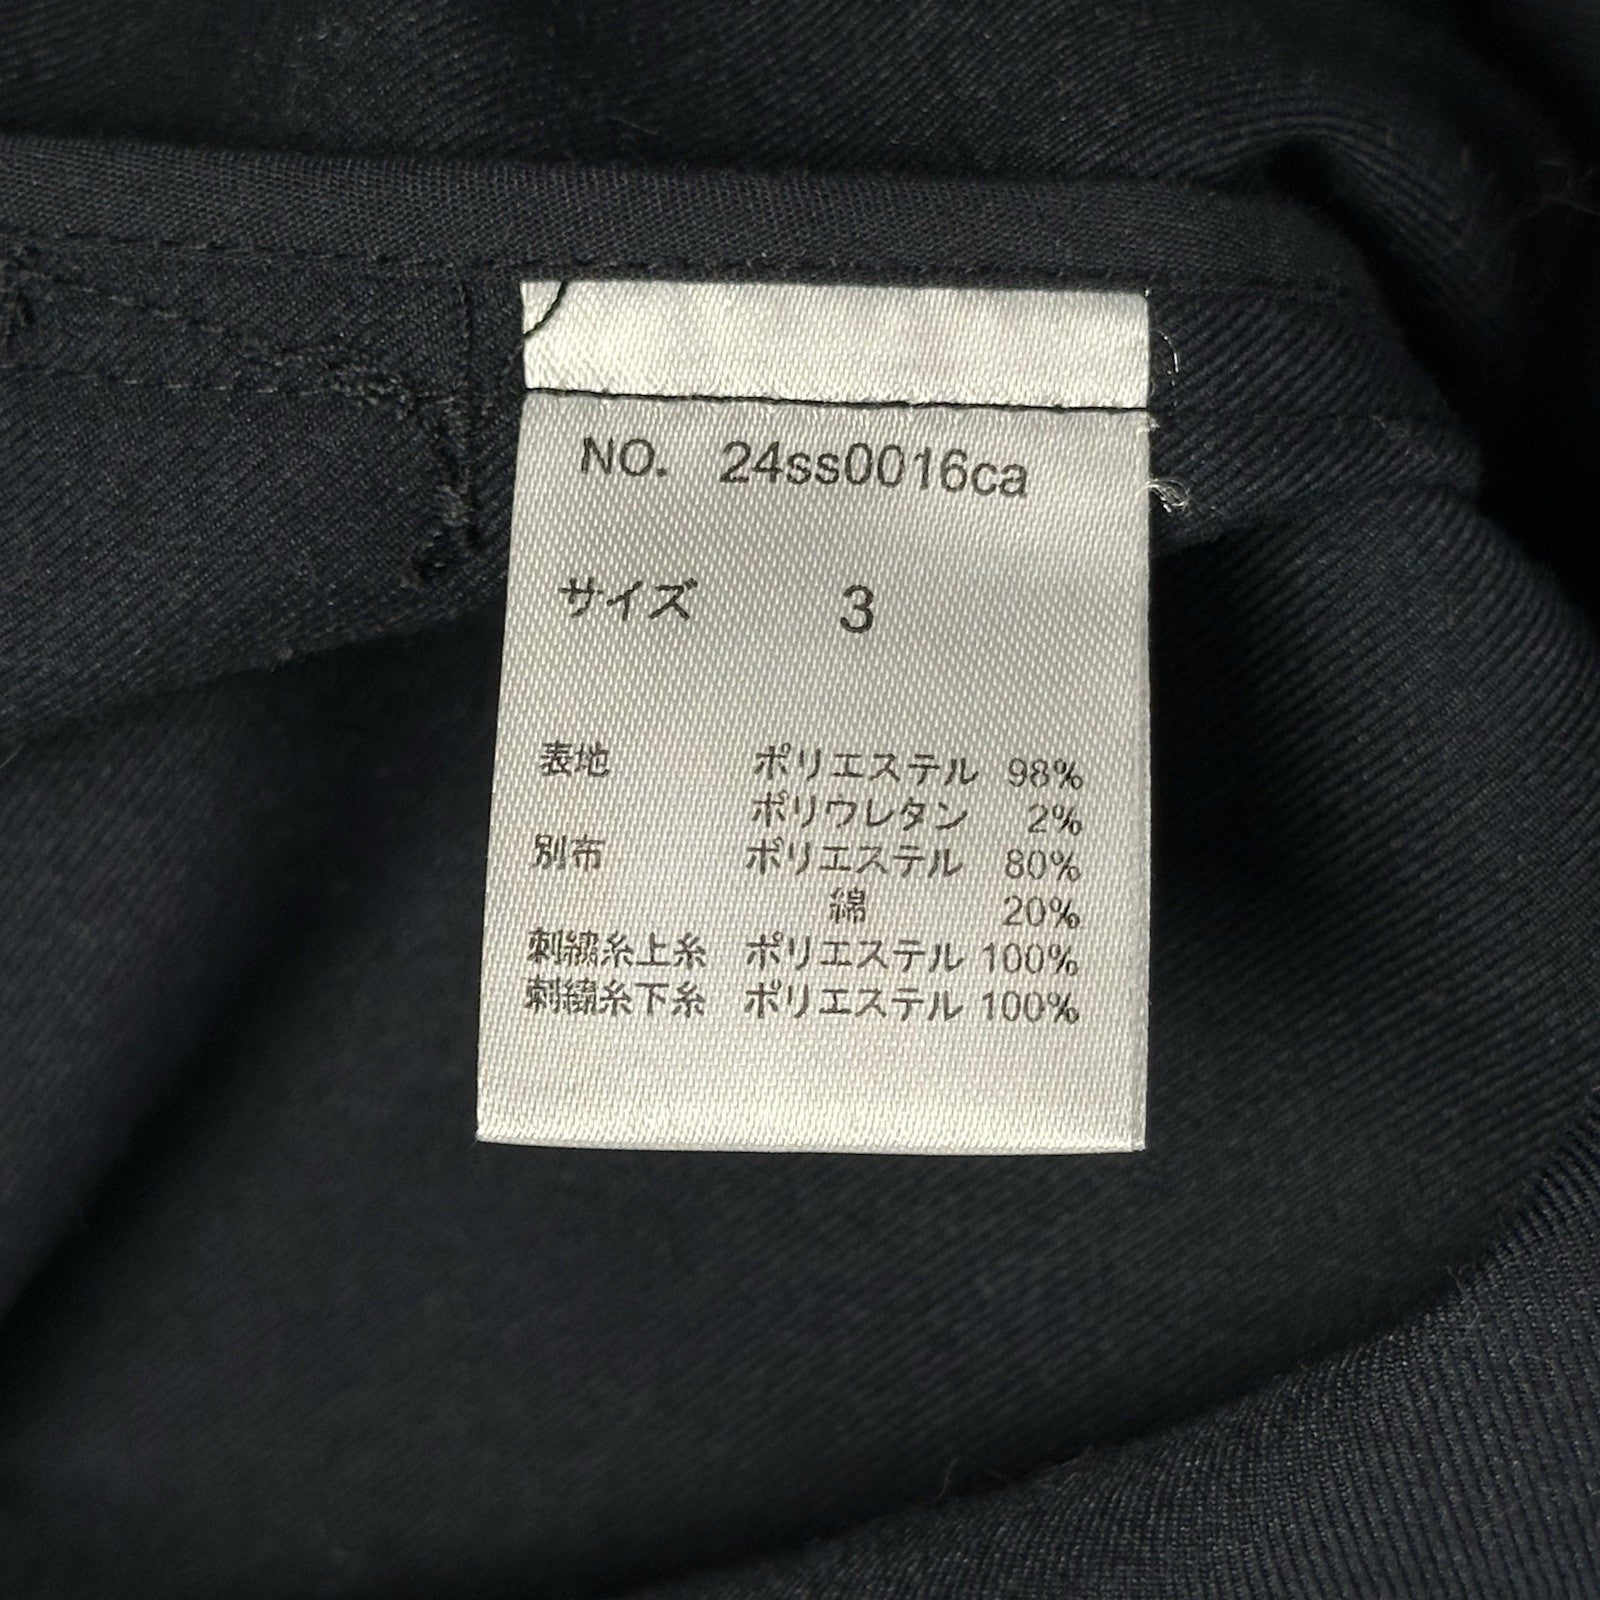 NO. 24ss0016ca
サイズ 3
表地 ポリエステル 98%
ポリウレタン 2%
別布 ポリエステル 80%
綿 20%
刺繍糸上糸 ポリエステル 100%
刺繍糸下糸 ポリエステル 100%